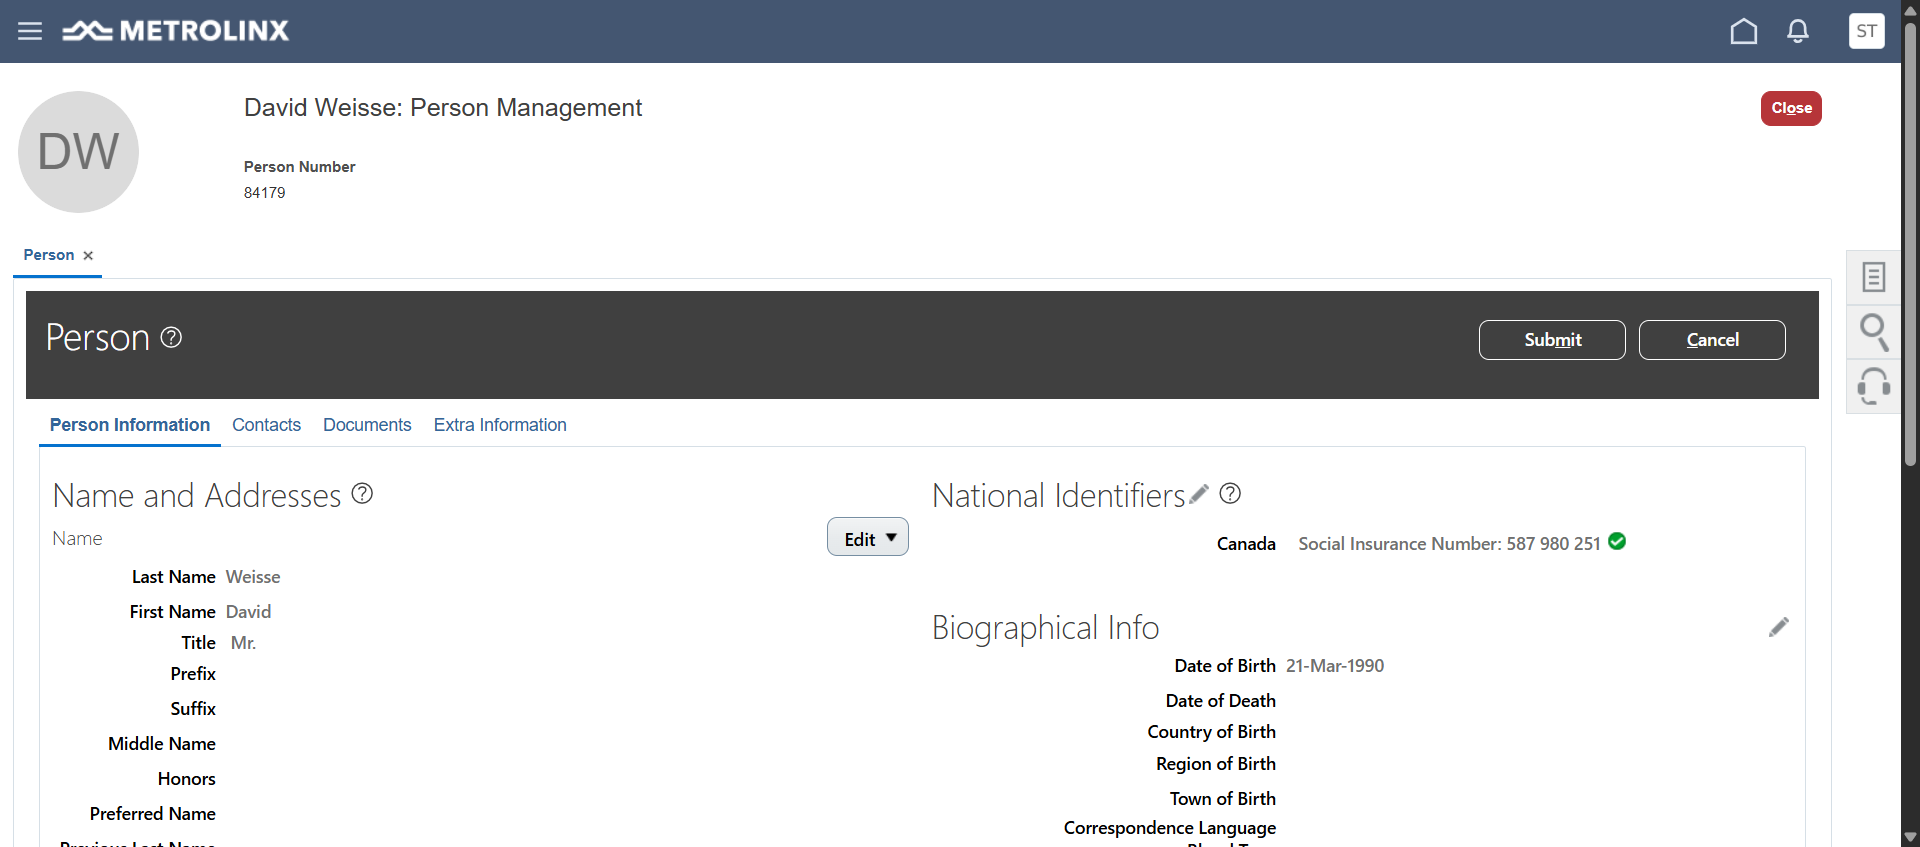 METROLINX
ST
DW
David Weisse: Person Management
Close
Person Number
84179
Person
Person
Submit
Cancel
Person Information
Contacts
Documents
Extra Information
Name and Addresses
Name
Edit
Last Name Weisse
First Name David
Title Mr.
Prefix
Suffix
Middle Name
Honors
Preferred Name
Previous Last Name
National Identifiers
Canada Social Insurance Number: 587 980 251
Biographical Info
Date of Birth 21-Mar-1990
Date of Death
Country of Birth
Region of Birth
Town of Birth
Correspondence Language